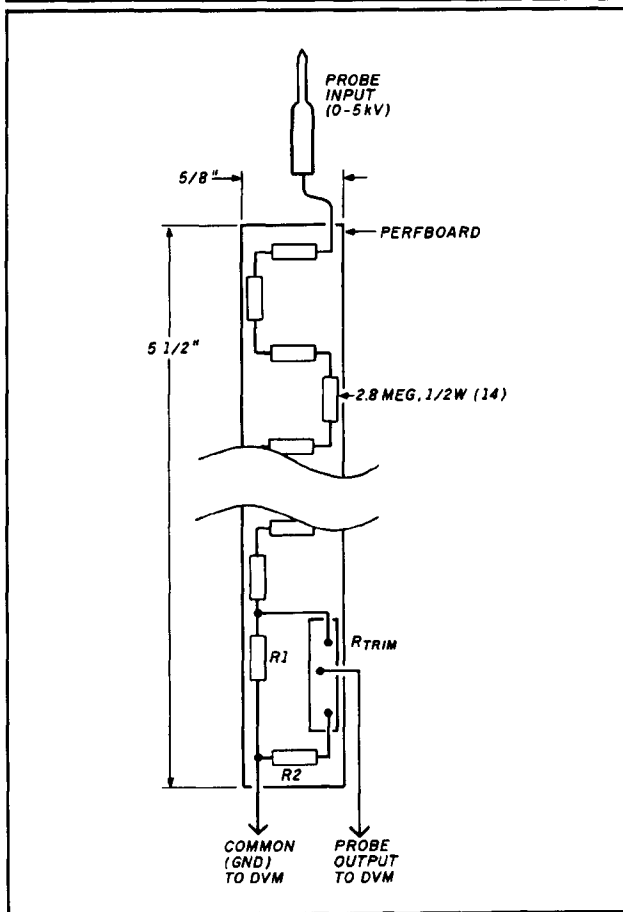 PROBE
INPUT
(0-5kV)
5/8"
PERFBOARD
5 1/2"
2.8 MEG, 1/2W (14)
R1
RTRIM
R2
COMMON
(GND)
TO DVM
PROBE
OUTPUT
TO DVM